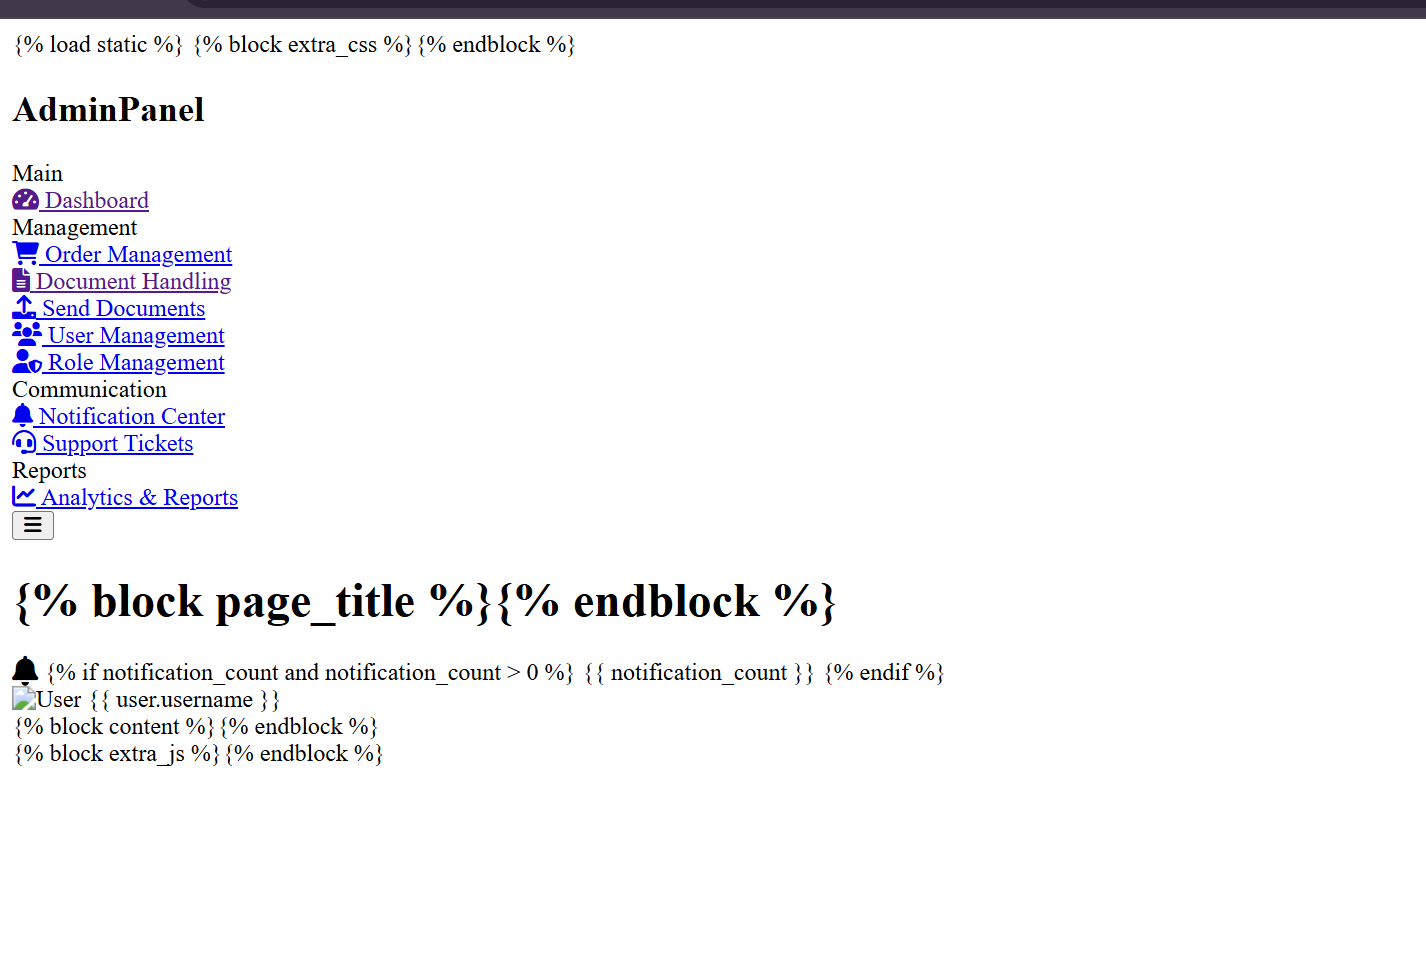 {% load static %} {% block extra_css %}{% endblock %}
AdminPanel
Main
Dashboard
Management
Order Management
Document Handling
Send Documents
User Management
Role Management
Communication
Notification Center
Support Tickets
Reports
Analytics & Reports
{% block page_title %}{% endblock %}
{% if notification_count and notification_count > 0 %} {{ notification_count }} {% endif %}
User {{ user.username }}
{% block content %}{% endblock %}
{% block extra_js %}{% endblock %}